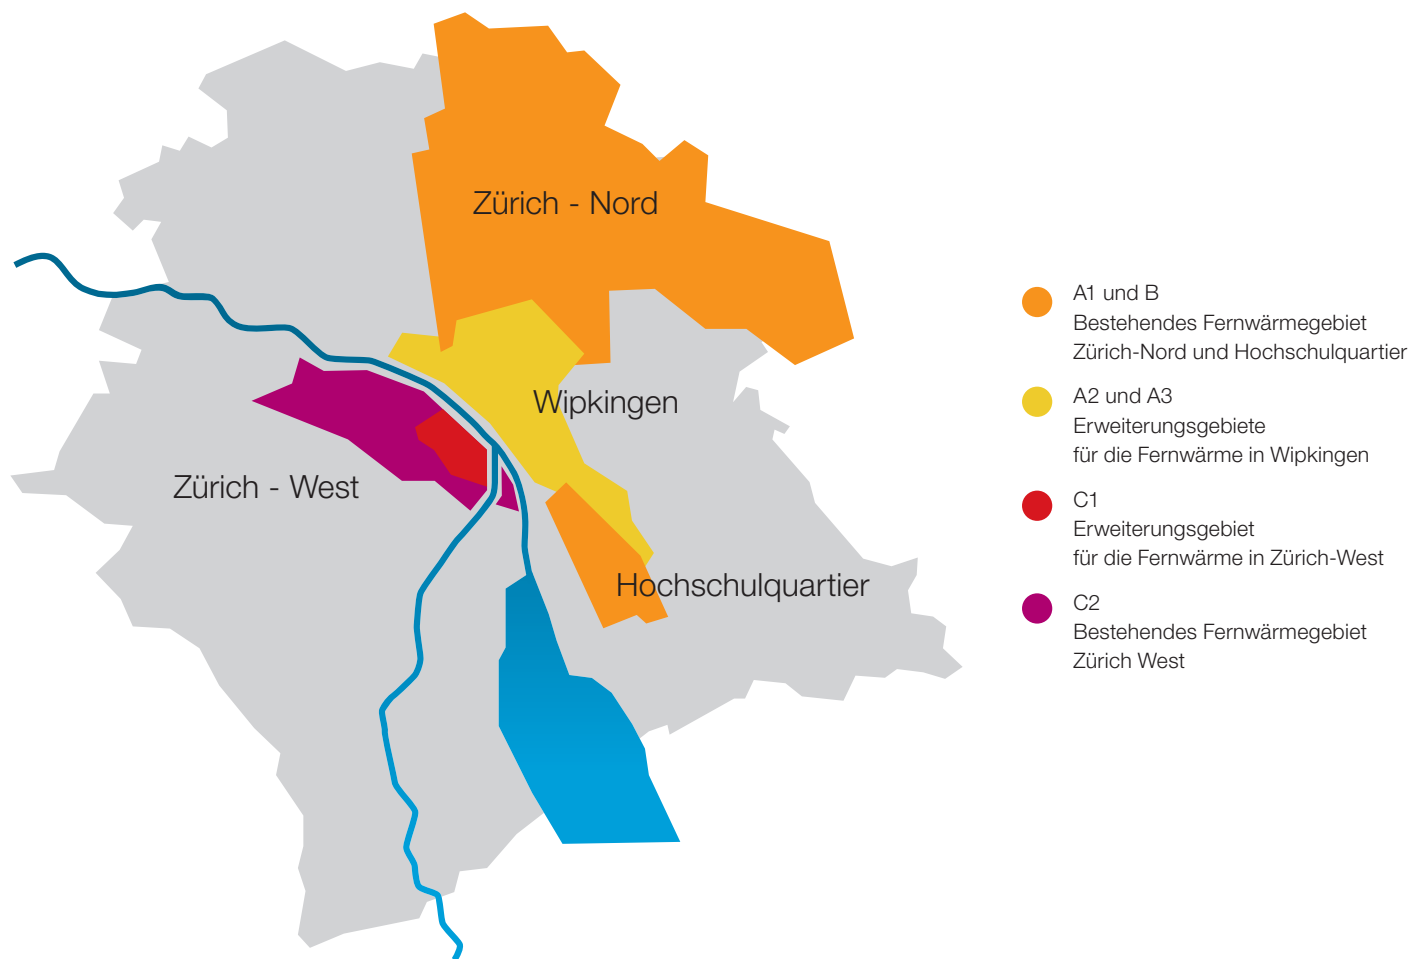 Zürich - Nord
Wipkingen
Zürich - West
Hochschulquartier
A1 und B
Bestehendes Fernwärmegebiet
Zürich-Nord und Hochschulquartier
A2 und A3
Erweiterungsgebiete
für die Fernwärme in Wipkingen
C1
Erweiterungsgebiet
für die Fernwärme in Zürich-West
C2
Bestehendes Fernwärmegebiet
Zürich West